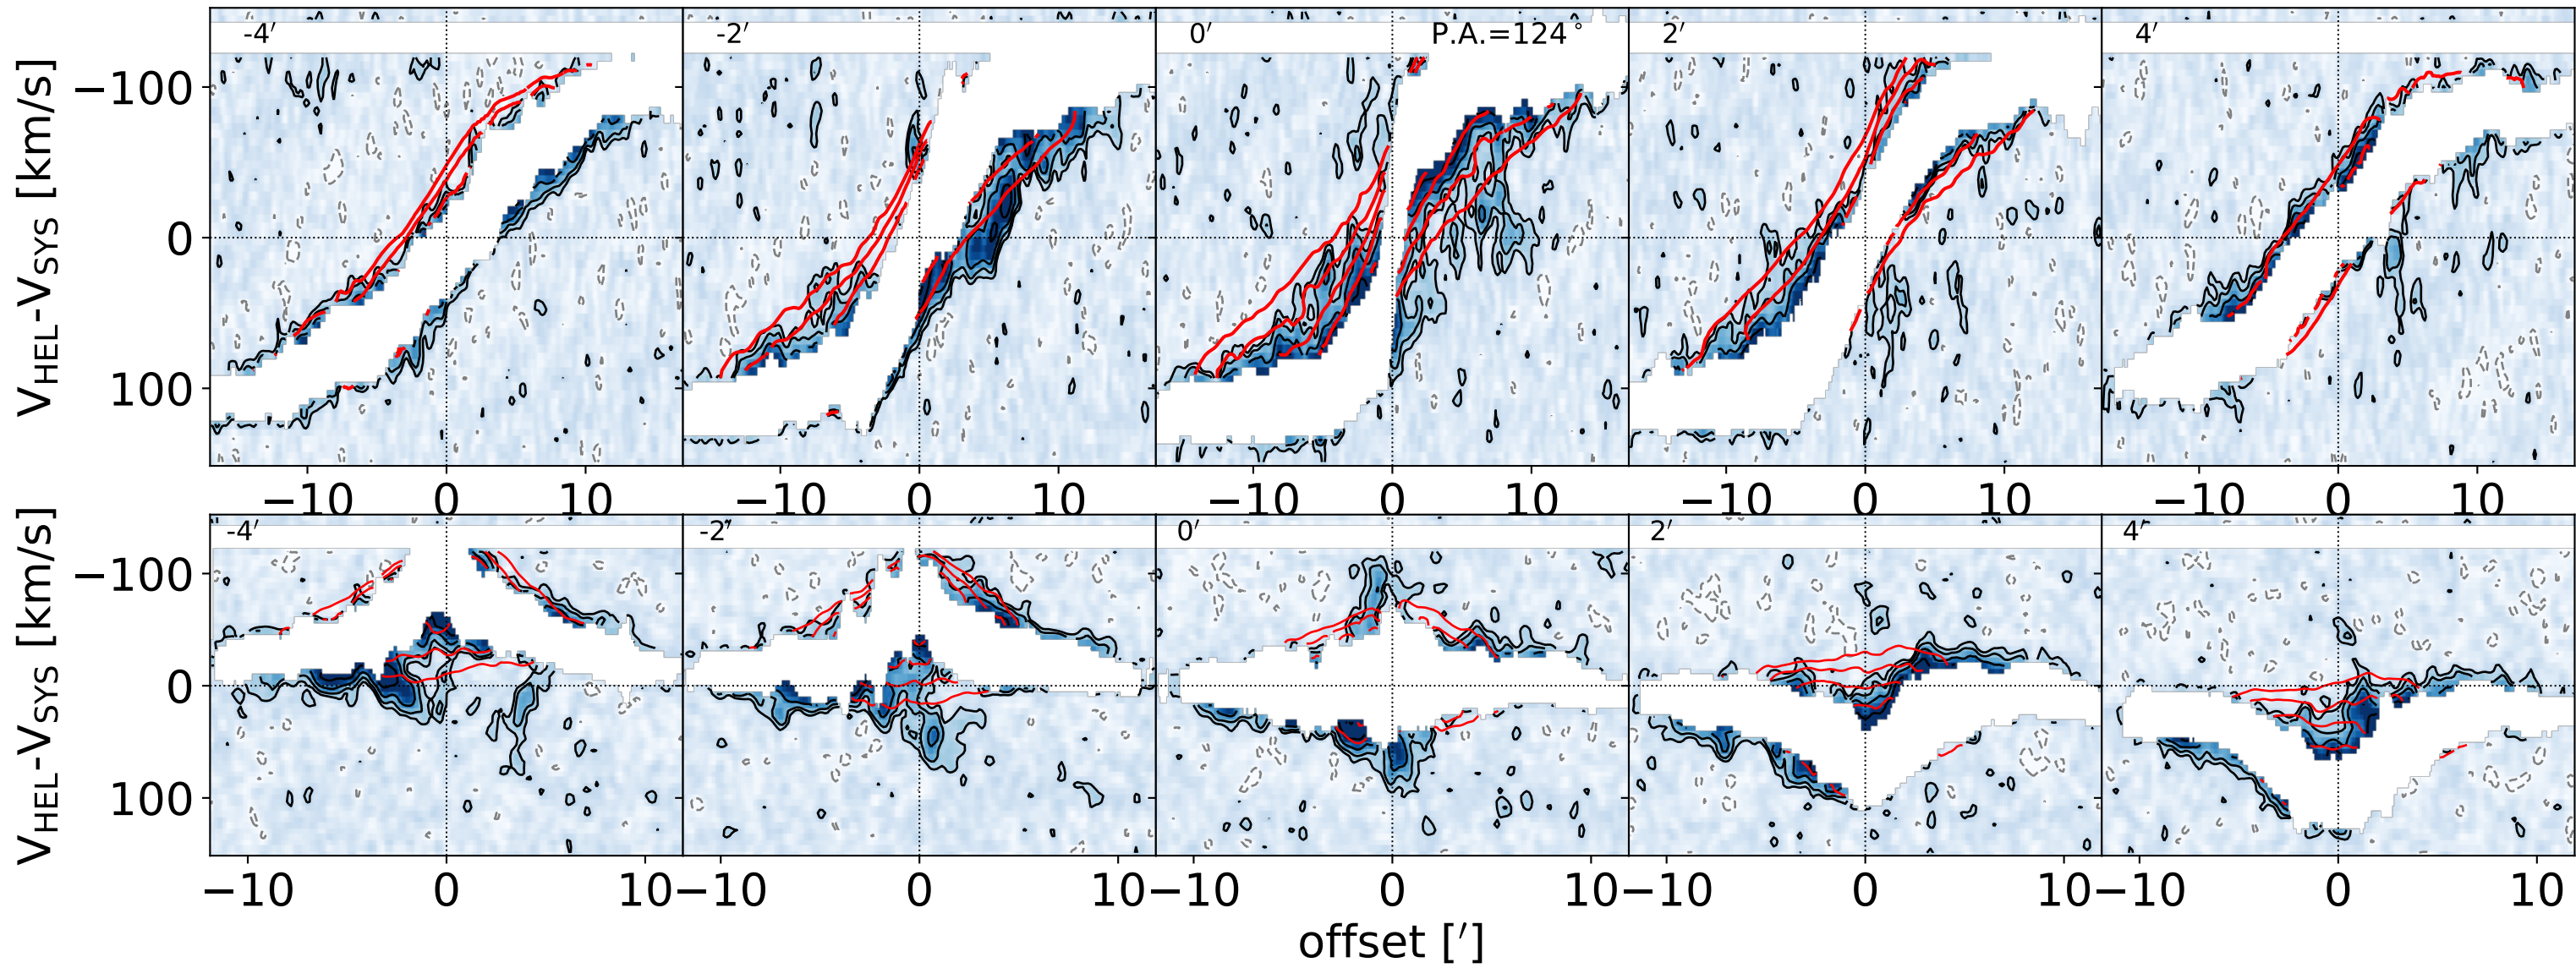 -4′ -2′ 0′ P.A.=124° 2′ 4′
V_HEL-V_SYS [km/s]
−100
0
100
−10 0 10 −10 0 10 −10 0 10 −10 0 10 −10 0 10
-4′ -2′ 0′ 2′ 4′
V_HEL-V_SYS [km/s]
−100
0
100
−10 0 10 −10 0 10 −10 0 10 −10 0 10 −10 0 10
offset [′]